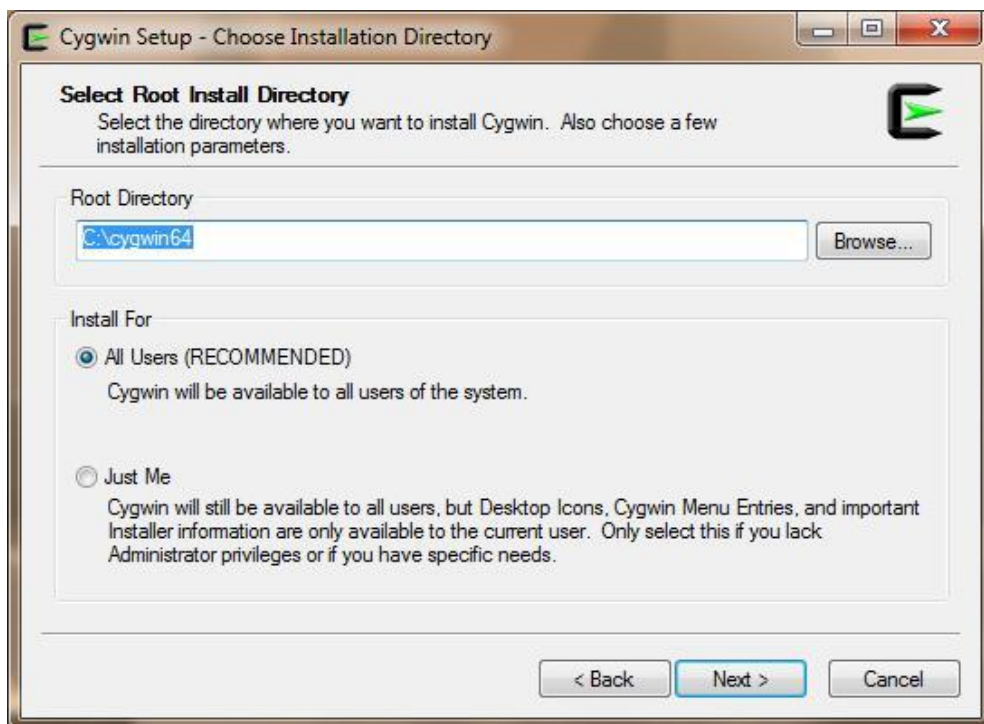 Cygwin Setup - Choose Installation Directory
Select Root Install Directory
Select the directory where you want to install Cygwin. Also choose a few
installation parameters.
Root Directory
C:\cygwin64
Browse...
Install For
All Users (RECOMMENDED)
Cygwin will be available to all users of the system.
Just Me
Cygwin will still be available to all users, but Desktop Icons, Cygwin Menu Entries, and important
Installer information are only available to the current user. Only select this if you lack
Administrator privileges or if you have specific needs.
< Back
Next >
Cancel